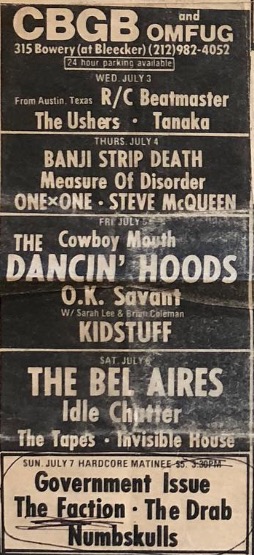 CBGB and
OMFUG
315 Bowery (at Bleecker) (212) 982-4052
24 hour parking available
WED. JULY 3
From Austin, Texas R/C Beatmaster
The Ushers · Tanaka
THURS. JULY 4
BANJI STRIP DEATH
Measure Of Disorder
ONE×ONE · STEVE McQUEEN
FRI. JULY 5
THE Cowboy Mouth
DANCIN' HOODS
O.K. Savant
W/ Sarah Lee & Brian Coleman
KIDSTUFF
SAT. JULY 6
THE BEL AIRES
Idle Chatter
The Tapes · Invisible House
SUN. JULY 7 HARDCORE MATINEE $5. 3:30PM
Government Issue
The Faction · The Drab
Numbskulls